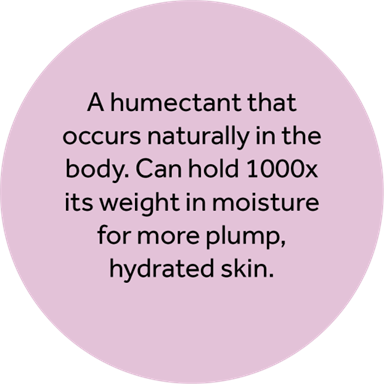 A humectant that
occurs naturally in the
body. Can hold 1000x
its weight in moisture
for more plump,
hydrated skin.